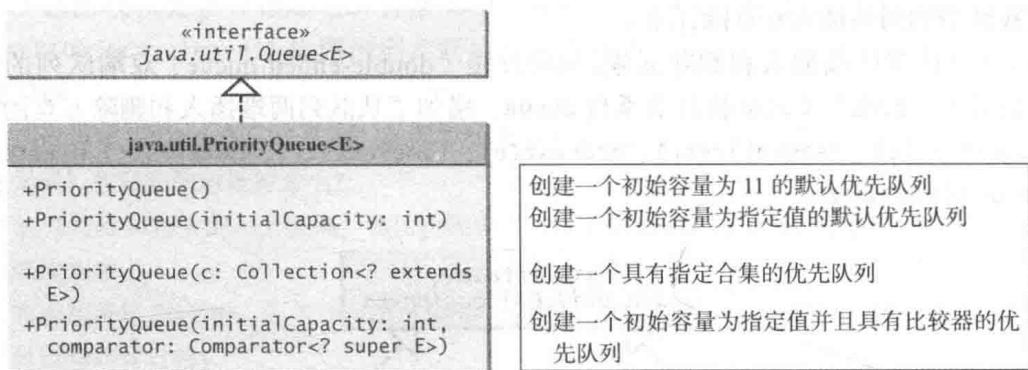 «interface»
java.util.Queue<E>
java.util.PriorityQueue<E>
+PriorityQueue()
+PriorityQueue(initialCapacity: int)
+PriorityQueue(c: Collection<? extends
E>)
+PriorityQueue(initialCapacity: int,
comparator: Comparator<? super E>)
创建一个初始容量为 11 的默认优先队列
创建一个初始容量为指定值的默认优先队列
创建一个具有指定合集的优先队列
创建一个初始容量为指定值并且具有比较器的优
先队列